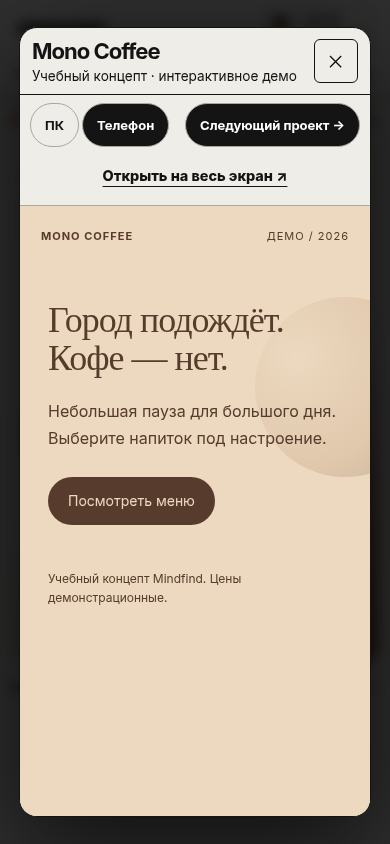 Mono Coffee
Учебный концепт · интерактивное демо
ПК
Телефон
Следующий проект →
Открыть на весь экран ↗
MONO COFFEE
ДЕМО / 2026
Город подождёт.
Кофе — нет.
Небольшая пауза для большого дня.
Выберите напиток под настроение.
Посмотреть меню
Учебный концепт Mindfind. Цены
демонстрационные.